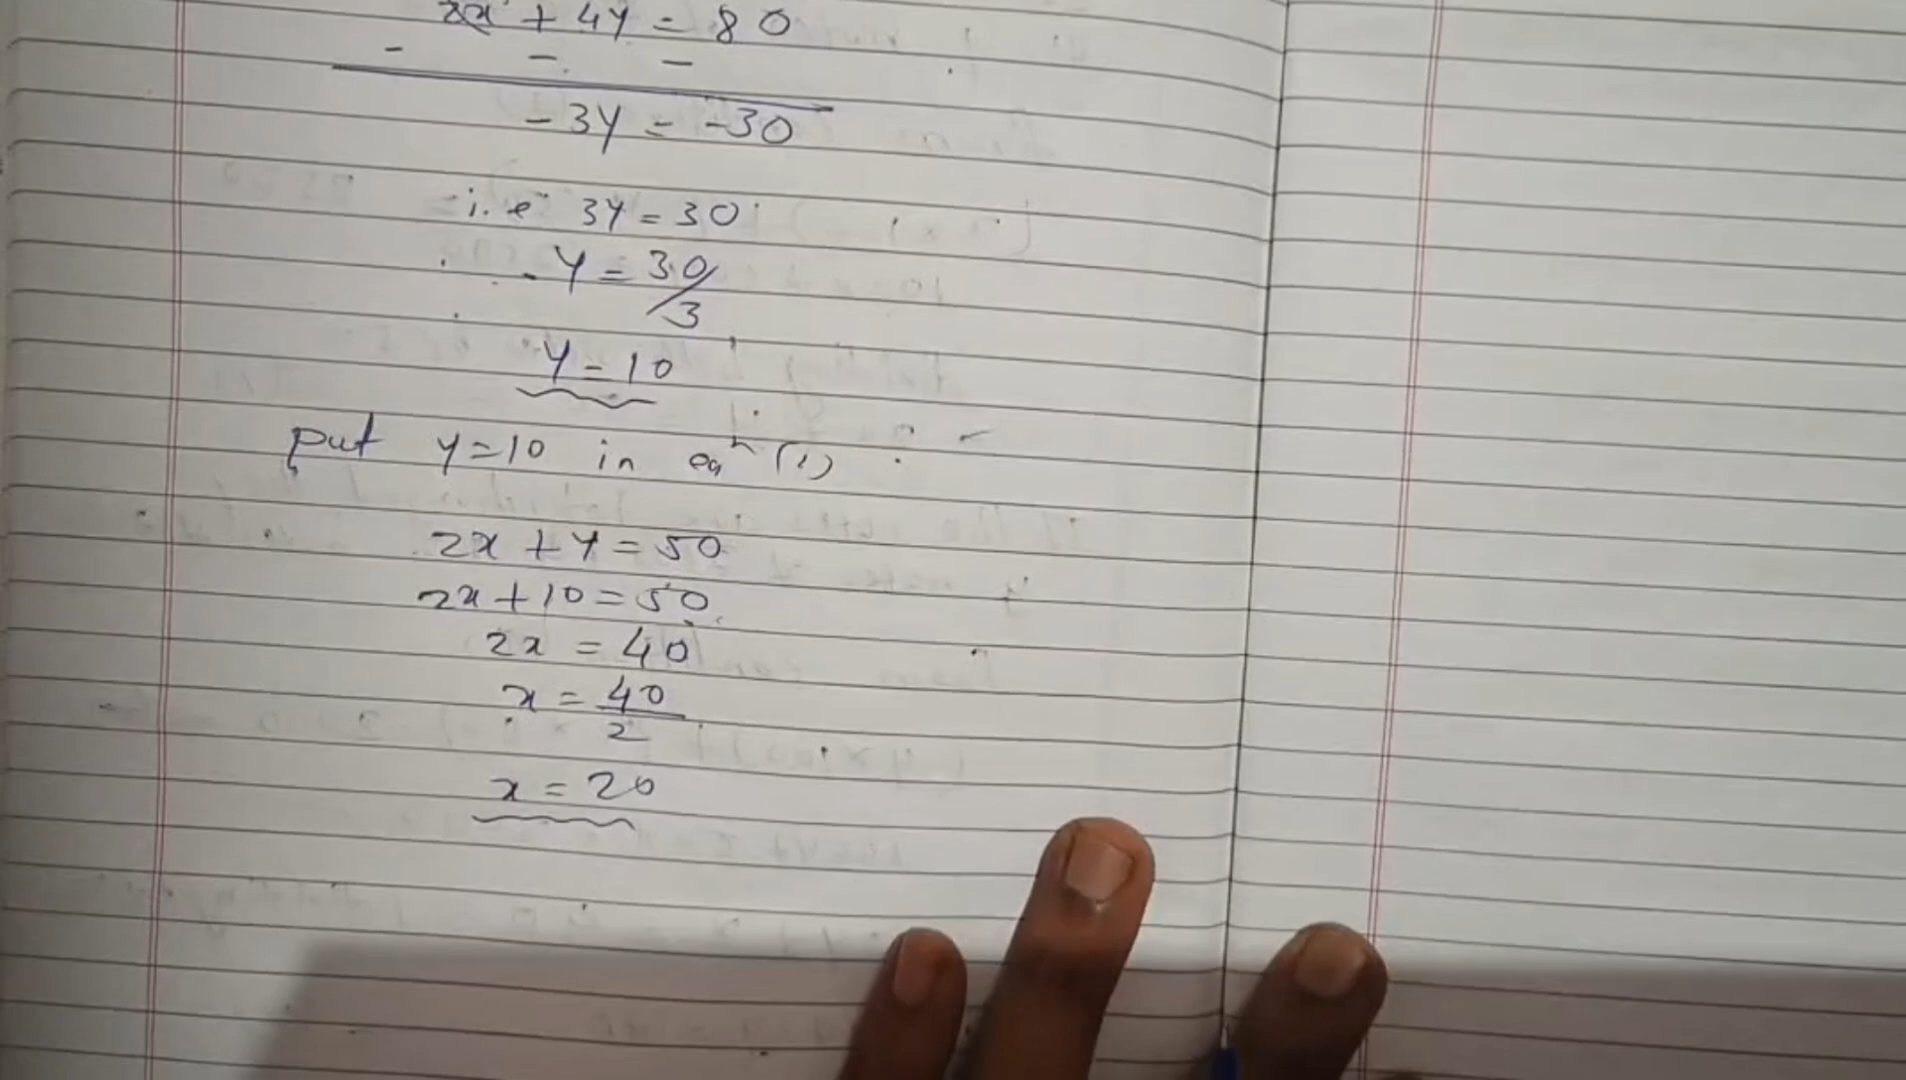 2x + 4y = 80
- - -
-3y = -30
i.e 3y = 30
y = 30/3
y = 10
put y = 10 in eqn (1)
2x + y = 50
2x + 10 = 50
2x = 40
x = 40/2
x = 20